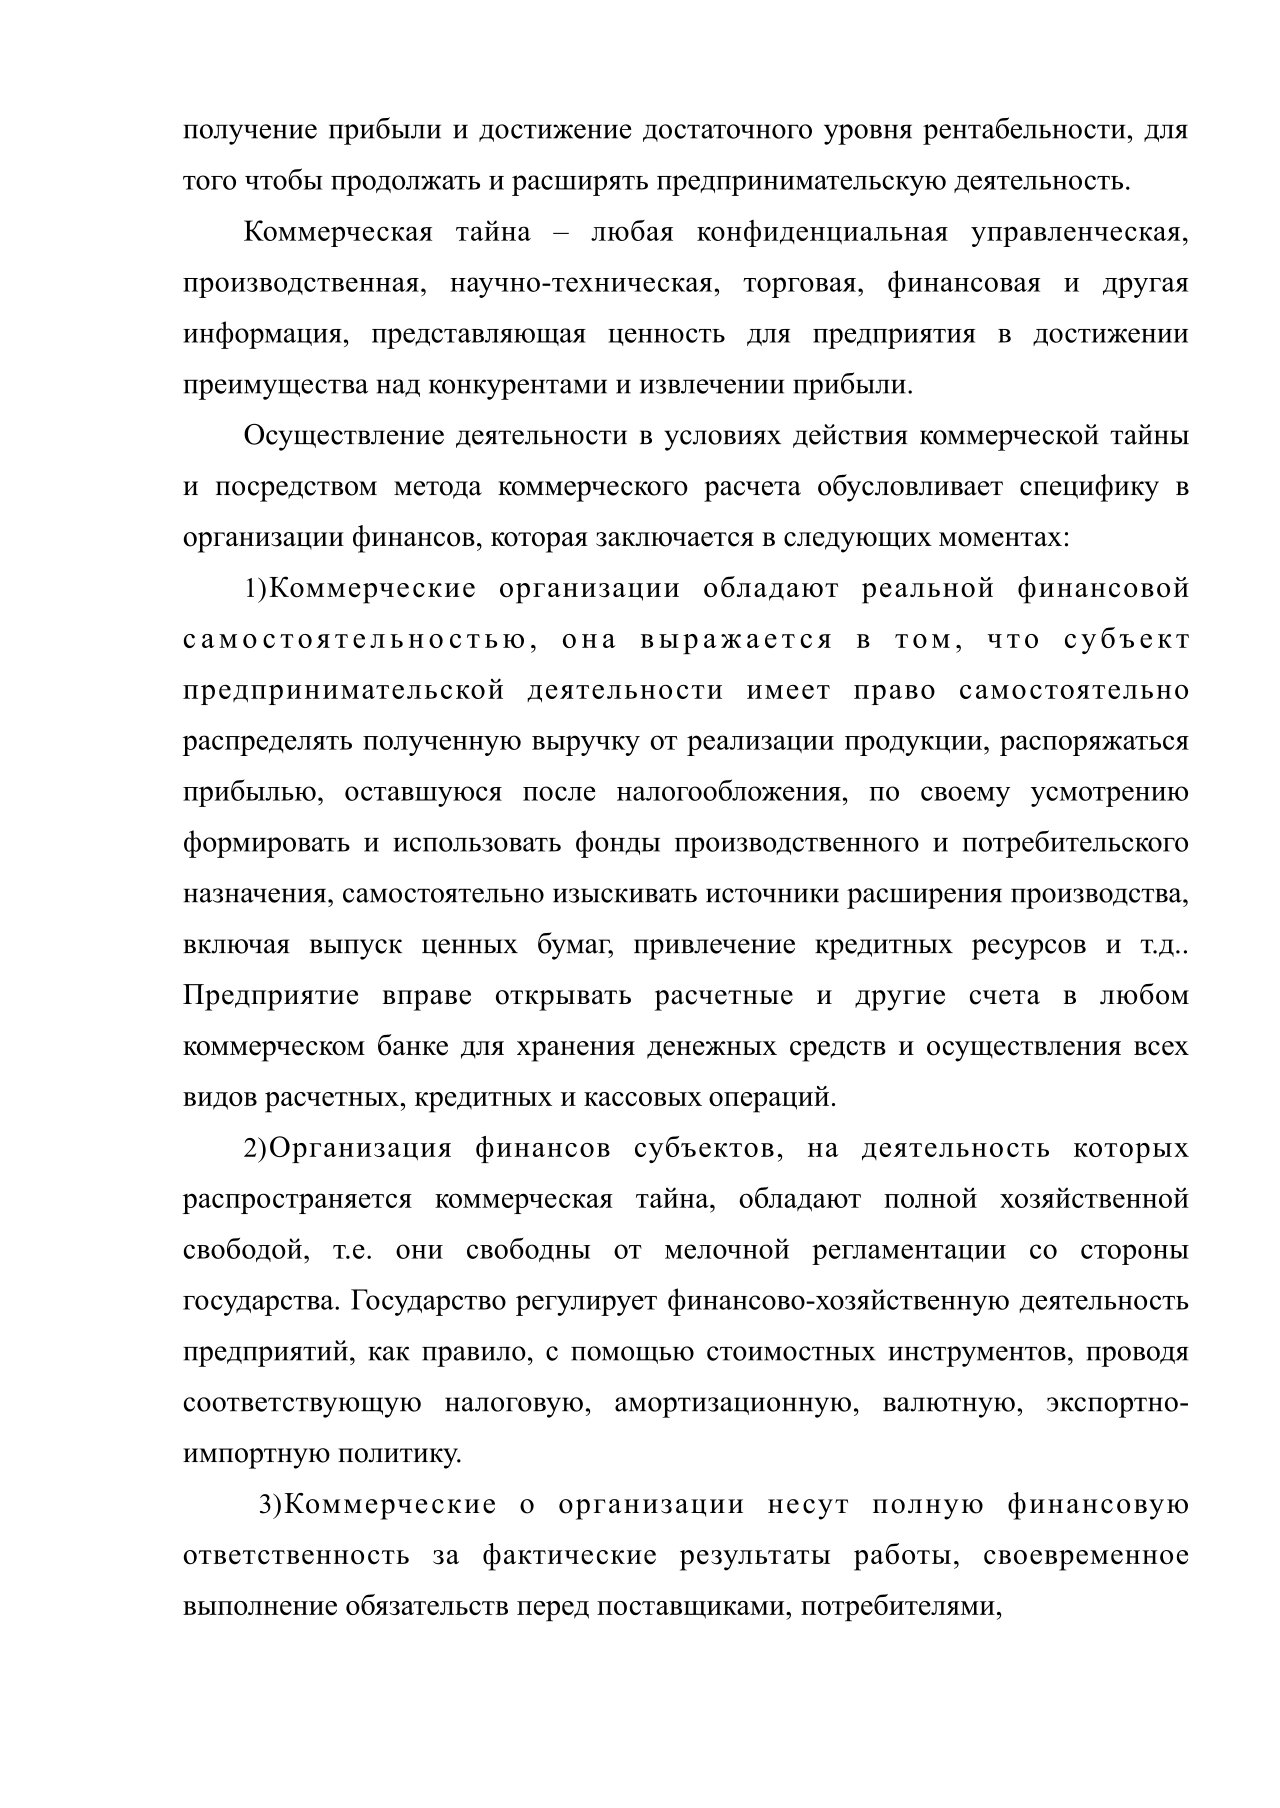 получение прибыли и достижение достаточного уровня рентабельности, для
того чтобы продолжать и расширять предпринимательскую деятельность.
Коммерческая тайна – любая конфиденциальная управленческая,
производственная, научно-техническая, торговая, финансовая и другая
информация, представляющая ценность для предприятия в достижении
преимущества над конкурентами и извлечении прибыли.
Осуществление деятельности в условиях действия коммерческой тайны
и посредством метода коммерческого расчета обусловливает специфику в
организации финансов, которая заключается в следующих моментах:
1)Коммерческие организации обладают реальной финансовой
самостоятельностью, она выражается в том, что субъект
предпринимательской деятельности имеет право самостоятельно
распределять полученную выручку от реализации продукции, распоряжаться
прибылью, оставшуюся после налогообложения, по своему усмотрению
формировать и использовать фонды производственного и потребительского
назначения, самостоятельно изыскивать источники расширения производства,
включая выпуск ценных бумаг, привлечение кредитных ресурсов и т.д..
Предприятие вправе открывать расчетные и другие счета в любом
коммерческом банке для хранения денежных средств и осуществления всех
видов расчетных, кредитных и кассовых операций.
2)Организация финансов субъектов, на деятельность которых
распространяется коммерческая тайна, обладают полной хозяйственной
свободой, т.е. они свободны от мелочной регламентации со стороны
государства. Государство регулирует финансово-хозяйственную деятельность
предприятий, как правило, с помощью стоимостных инструментов, проводя
соответствующую налоговую, амортизационную, валютную, экспортно-
импортную политику.
3)Коммерческие о организации несут полную финансовую
ответственность за фактические результаты работы, своевременное
выполнение обязательств перед поставщиками, потребителями,